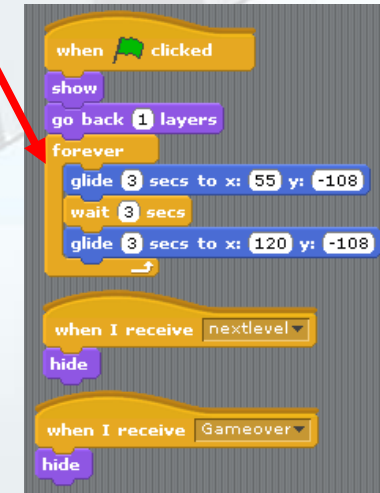 when clicked
show
go back 1 layers
forever
glide 3 secs to x: 55 y: -108
wait 3 secs
glide 3 secs to x: 120 y: -108
when I receive nextlevel
hide
when I receive Gameover
hide